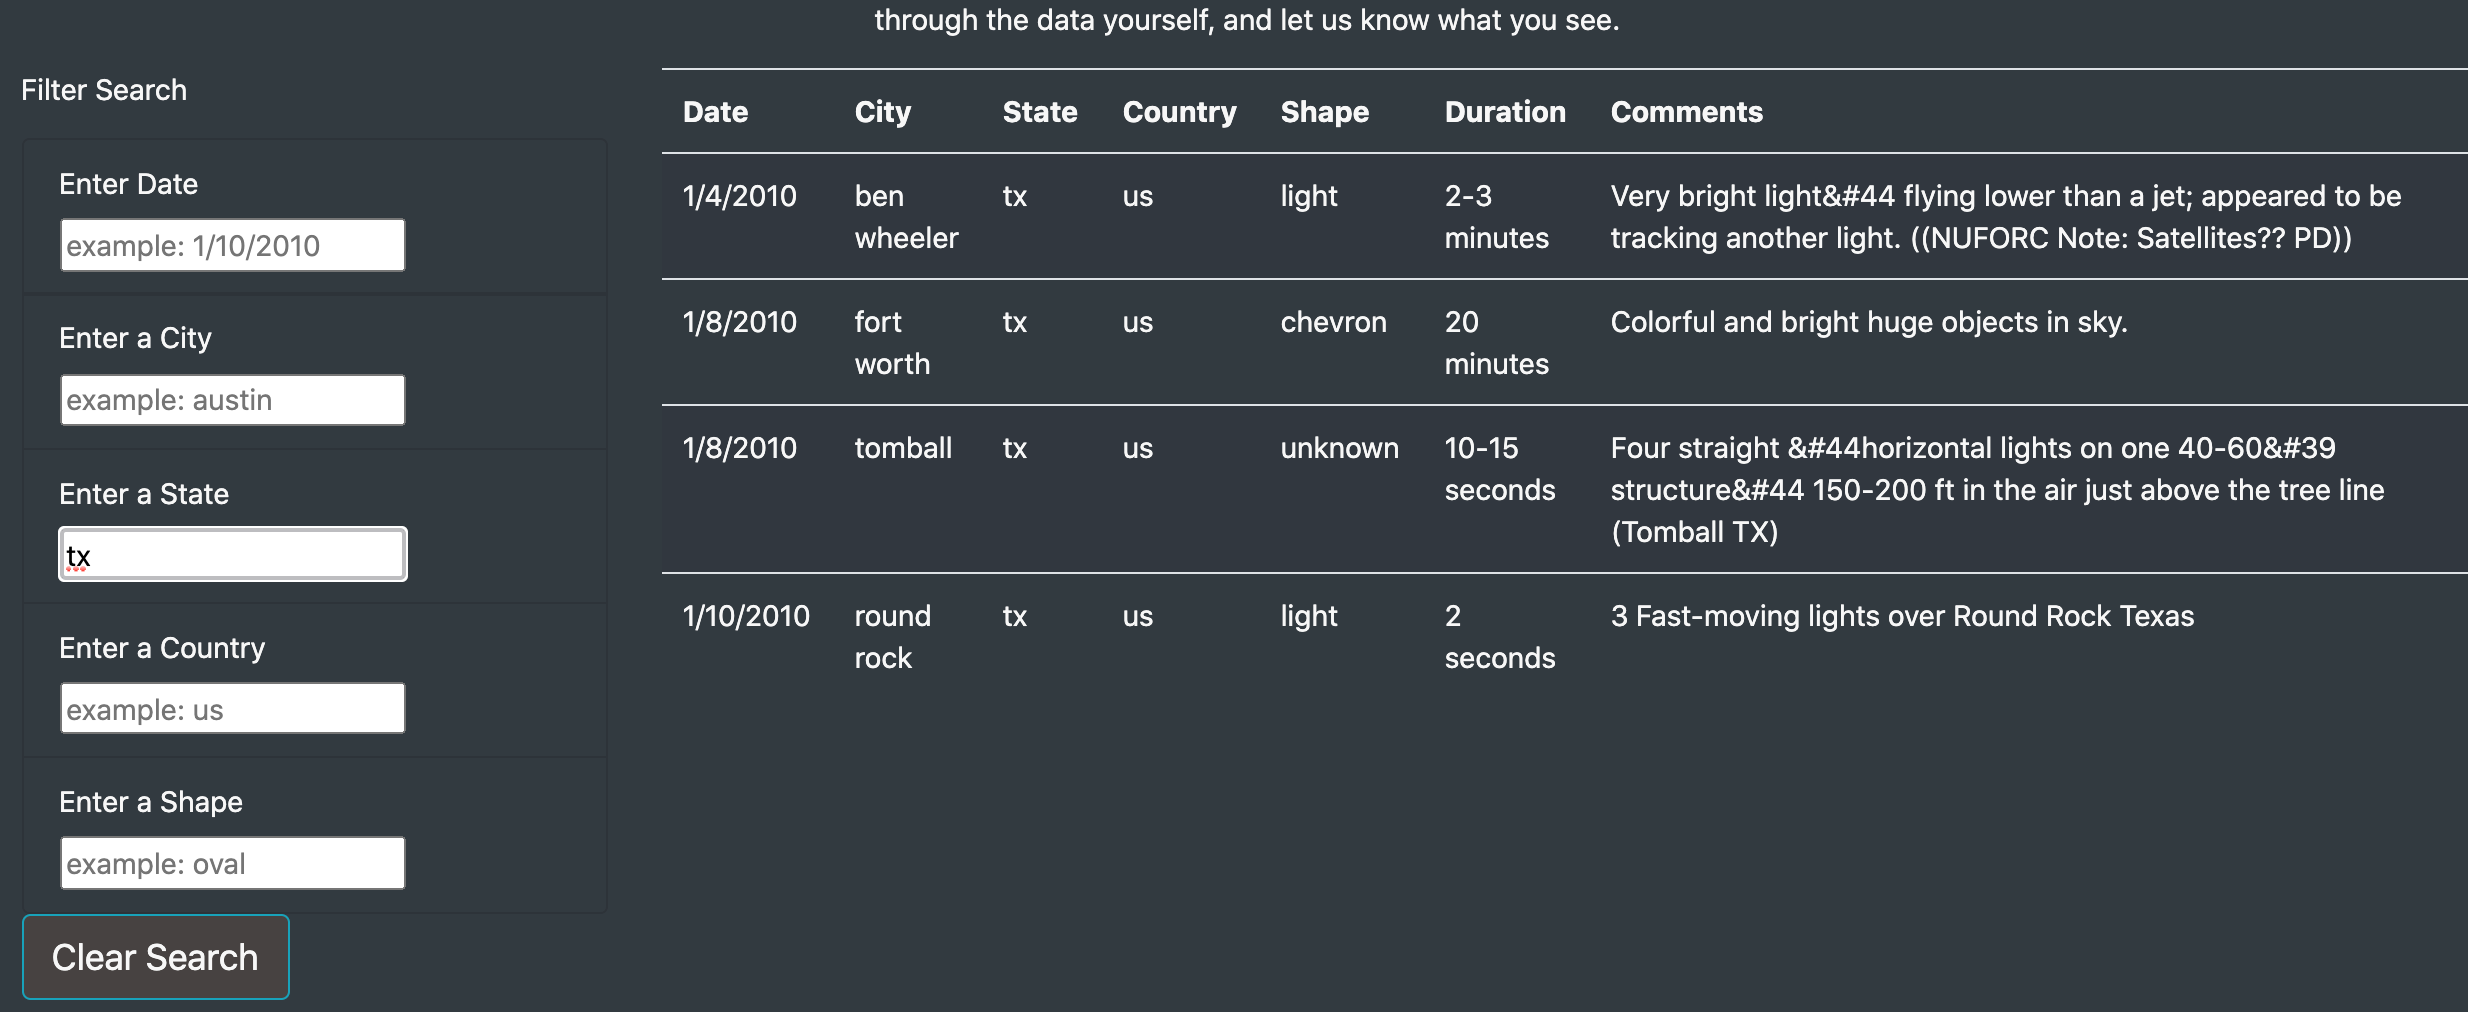 through the data yourself, and let us know what you see.
Filter Search
Enter Date
example: 1/10/2010
Enter a City
example: austin
Enter a State
tx
Enter a Country
example: us
Enter a Shape
example: oval
Clear Search
Date City State Country Shape Duration Comments
1/4/2010 ben tx us light 2-3 Very bright light&#44 flying lower than a jet; appeared to be
wheeler minutes tracking another light. ((NUFORC Note: Satellites?? PD))
1/8/2010 fort tx us chevron 20 Colorful and bright huge objects in sky.
worth minutes
1/8/2010 tomball tx us unknown 10-15 Four straight &#44horizontal lights on one 40-60&#39
seconds structure&#44 150-200 ft in the air just above the tree line
(Tomball TX)
1/10/2010 round tx us light 2 3 Fast-moving lights over Round Rock Texas
rock seconds